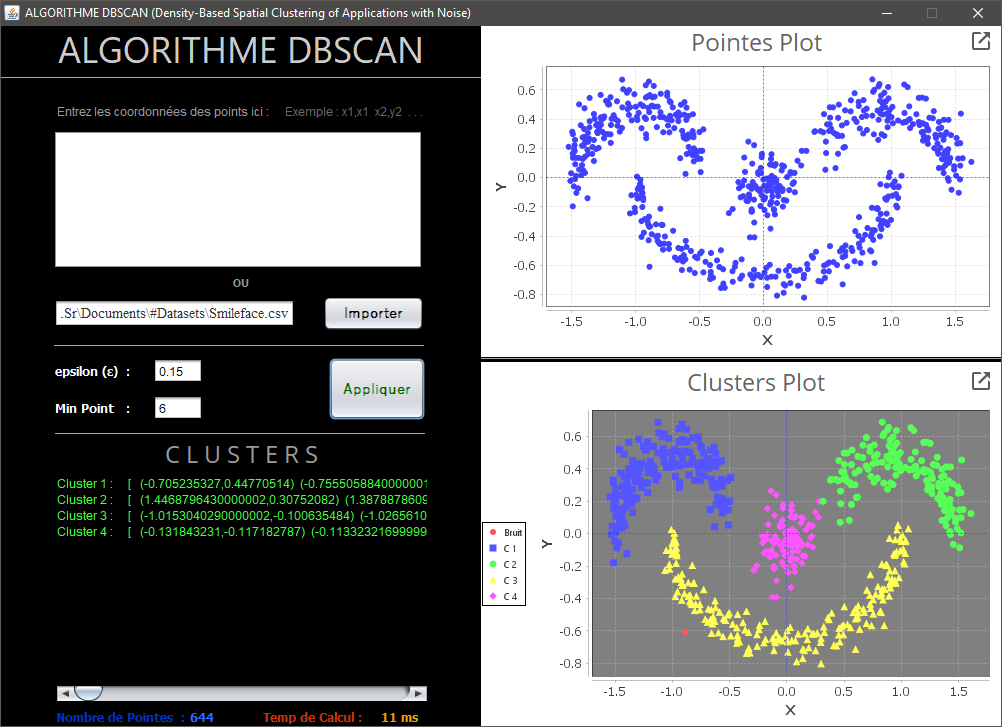 ALGORITHME DBSCAN (Density-Based Spatial Clustering of Applications with Noise)
ALGORITHME DBSCAN
Entrez les coordonnées des points ici : Exemple : x1,x1 x2,y2 . . .
OU
.Sr\Documents\#Datasets\Smileface.csv
Importer
epsilon (ε) : 0.15
Min Point : 6
Appliquer
CLUSTERS
Cluster 1 : [ (-0.705235327,0.44770514) (-0.7555058840000001
Cluster 2 : [ (1.4468796430000002,0.30752082) (1.3878878609
Cluster 3 : [ (-1.0153040290000002,-0.100635484) (-1.0265610
Cluster 4 : [ (-0.131843231,-0.117182787) (-0.11332321699999
Nombre de Pointes : 644
Temp de Calcul : 11 ms
Pointes Plot
Y
0.6
0.4
0.2
0.0
-0.2
-0.4
-0.6
-0.8
-1.5 -1.0 -0.5 0.0 0.5 1.0 1.5
X
Clusters Plot
Bruit
C 1
C 2
C 3
C 4
Y
0.6
0.4
0.2
0.0
-0.2
-0.4
-0.6
-0.8
-1.5 -1.0 -0.5 0.0 0.5 1.0 1.5
X